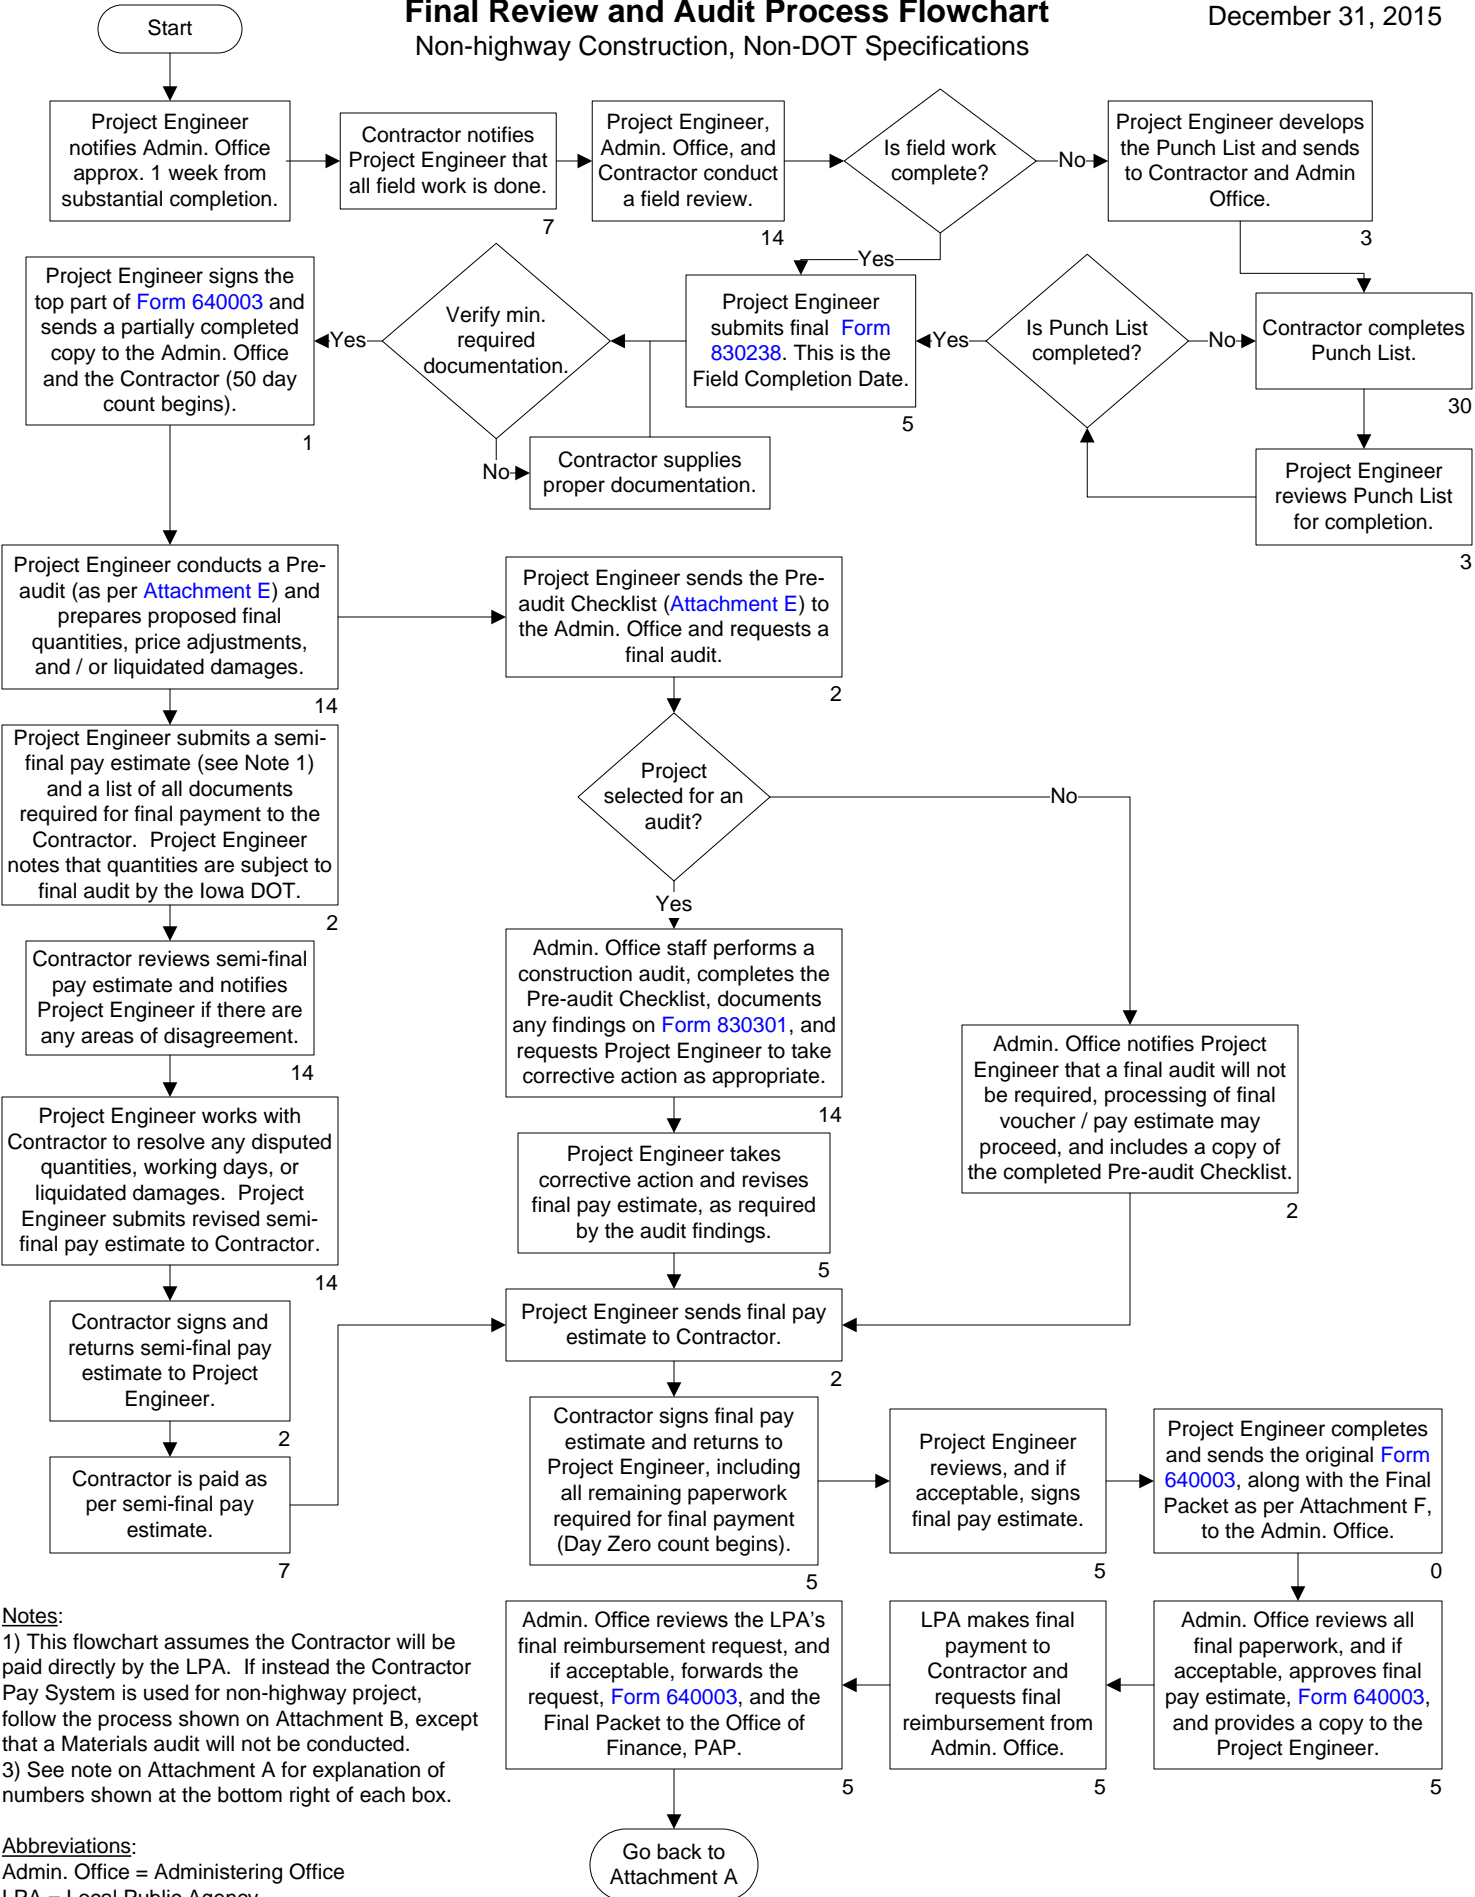 Final Review and Audit Process Flowchart
December 31, 2015
Non-highway Construction, Non-DOT Specifications
Start
Project Engineer
notifies Admin. Office
approx. 1 week from
substantial completion.
Contractor notifies
Project Engineer that
all field work is done.
7
Project Engineer,
Admin. Office, and
Contractor conduct
a field review.
14
Is field work
complete?
No
Project Engineer develops
the Punch List and sends
to Contractor and Admin
Office.
3
Yes
Project Engineer signs the
top part of Form 640003 and
sends a partially completed
copy to the Admin. Office
and the Contractor (50 day
count begins).
1
Yes
Verify min.
required
documentation.
Project Engineer
submits final Form
830238. This is the
Field Completion Date.
5
Yes
Is Punch List
completed?
No
Contractor completes
Punch List.
30
No
Contractor supplies
proper documentation.
Project Engineer
reviews Punch List
for completion.
3
Project Engineer conducts a Pre-
audit (as per Attachment E) and
prepares proposed final
quantities, price adjustments,
and / or liquidated damages.
14
Project Engineer sends the Pre-
audit Checklist (Attachment E) to
the Admin. Office and requests a
final audit.
2
Project Engineer submits a semi-
final pay estimate (see Note 1)
and a list of all documents
required for final payment to the
Contractor. Project Engineer
notes that quantities are subject to
final audit by the Iowa DOT.
2
Project
selected for an
audit?
No
Yes
Contractor reviews semi-final
pay estimate and notifies
Project Engineer if there are
any areas of disagreement.
14
Admin. Office staff performs a
construction audit, completes the
Pre-audit Checklist, documents
any findings on Form 830301, and
requests Project Engineer to take
corrective action as appropriate.
14
Admin. Office notifies Project
Engineer that a final audit will not
be required, processing of final
voucher / pay estimate may
proceed, and includes a copy of
the completed Pre-audit Checklist.
2
Project Engineer works with
Contractor to resolve any disputed
quantities, working days, or
liquidated damages. Project
Engineer submits revised semi-
final pay estimate to Contractor.
14
Project Engineer takes
corrective action and revises
final pay estimate, as required
by the audit findings.
5
Contractor signs and
returns semi-final pay
estimate to Project
Engineer.
2
Project Engineer sends final pay
estimate to Contractor.
2
Contractor is paid as
per semi-final pay
estimate.
7
Contractor signs final pay
estimate and returns to
Project Engineer, including
all remaining paperwork
required for final payment
(Day Zero count begins).
5
Project Engineer
reviews, and if
acceptable, signs
final pay estimate.
5
Project Engineer completes
and sends the original Form
640003, along with the Final
Packet as per Attachment F,
to the Admin. Office.
0
Admin. Office reviews the LPA's
final reimbursement request, and
if acceptable, forwards the
request, Form 640003, and the
Final Packet to the Office of
Finance, PAP.
5
LPA makes final
payment to
Contractor and
requests final
reimbursement from
Admin. Office.
5
Admin. Office reviews all
final paperwork, and if
acceptable, approves final
pay estimate, Form 640003,
and provides a copy to the
Project Engineer.
5
Go back to
Attachment A
Notes:
1) This flowchart assumes the Contractor will be
paid directly by the LPA. If instead the Contractor
Pay System is used for non-highway project,
follow the process shown on Attachment B, except
that a Materials audit will not be conducted.
3) See note on Attachment A for explanation of
numbers shown at the bottom right of each box.
Abbreviations:
Admin. Office = Administering Office
LPA = Local Public Agency